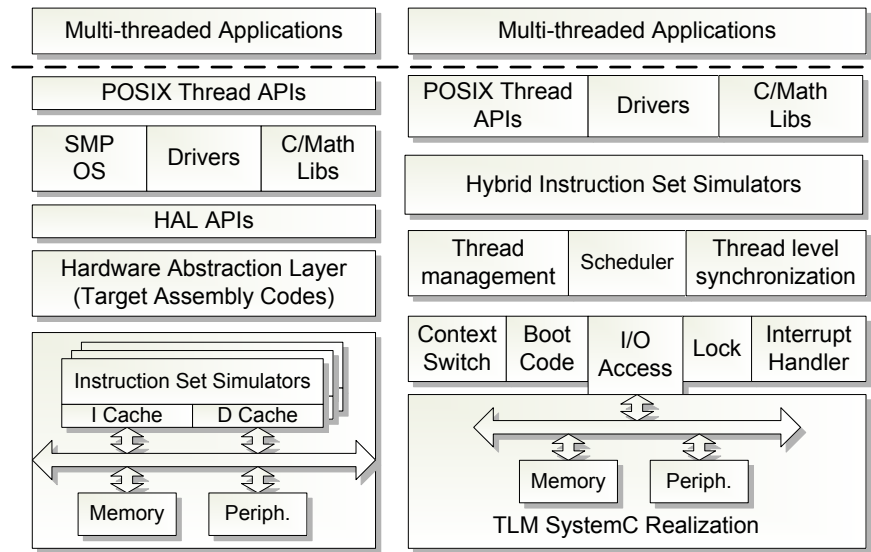 Multi-threaded Applications
POSIX Thread APIs
SMP
OS
Drivers
C/Math
Libs
HAL APIs
Hardware Abstraction Layer
(Target Assembly Codes)
Instruction Set Simulators
I Cache
D Cache
Memory
Periph.
Multi-threaded Applications
POSIX Thread
APIs
Drivers
C/Math
Libs
Hybrid Instruction Set Simulators
Thread
management
Scheduler
Thread level
synchronization
Context
Switch
Boot
Code
I/O
Access
Lock
Interrupt
Handler
Memory
Periph.
TLM SystemC Realization